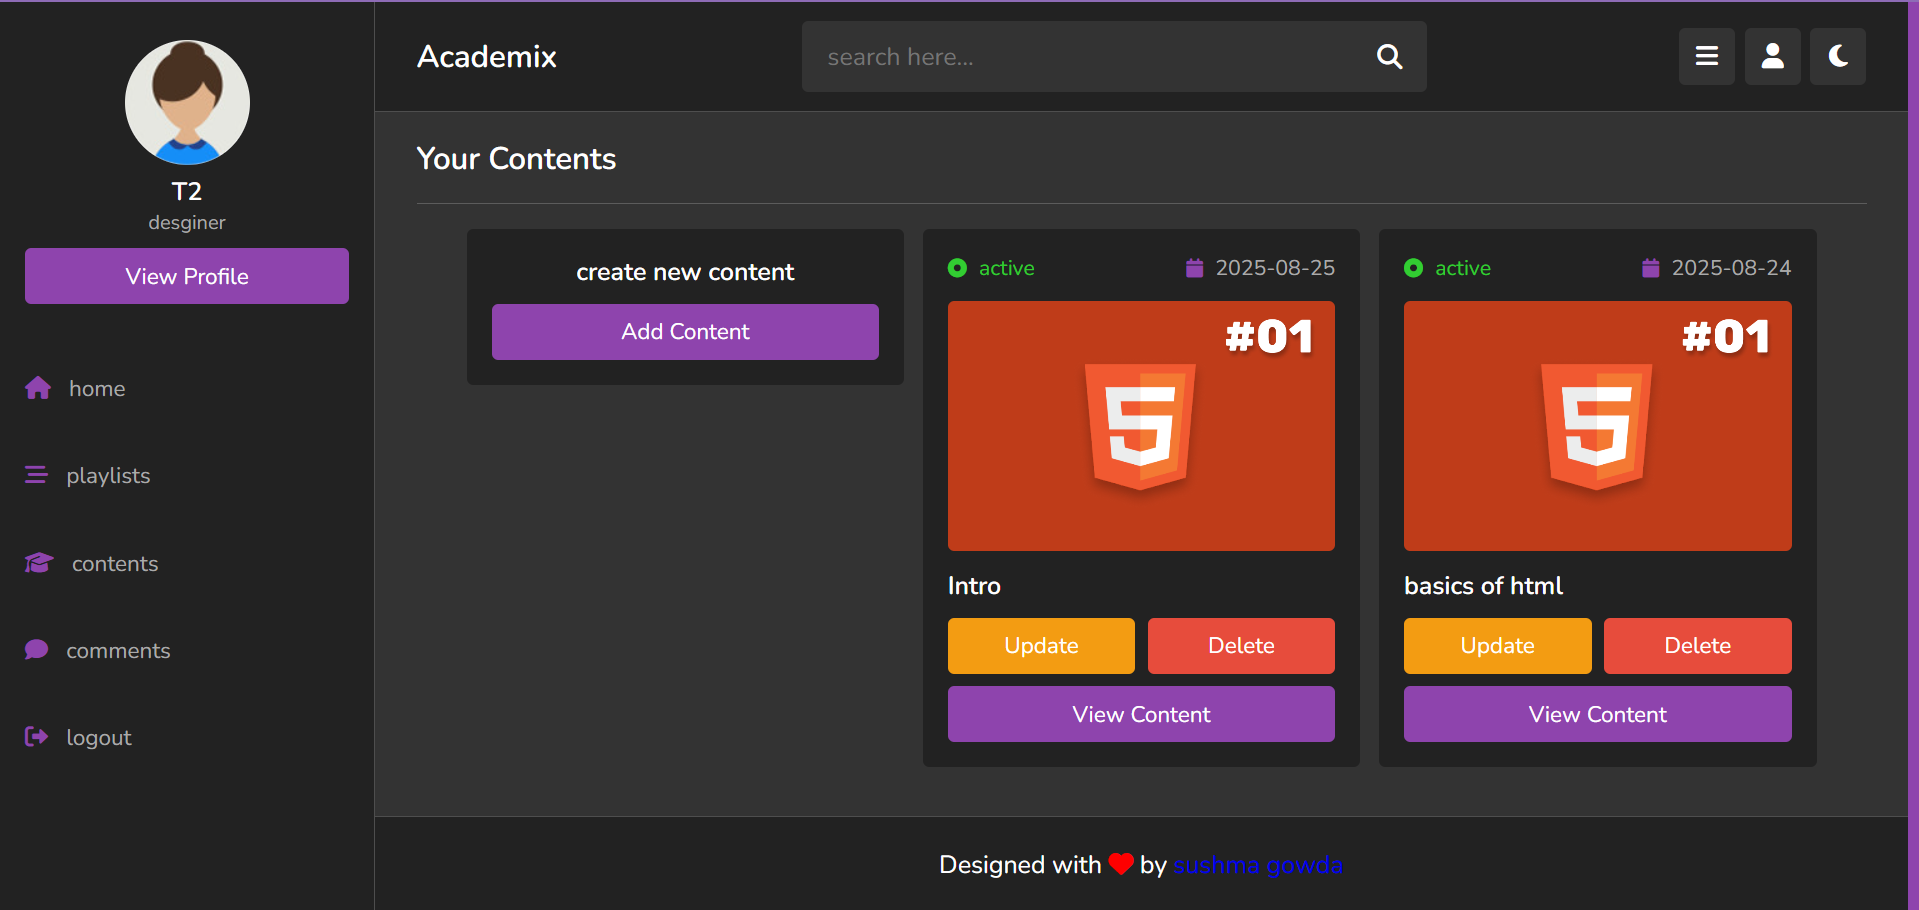 T2
desginer
View Profile
home
playlists
contents
comments
logout
Academix
search here...
Your Contents
create new content
Add Content
active 2025-08-25
#01
5
Intro
Update Delete
View Content
active 2025-08-24
#01
5
basics of html
Update Delete
View Content
Designed with ❤ by sushma gowda